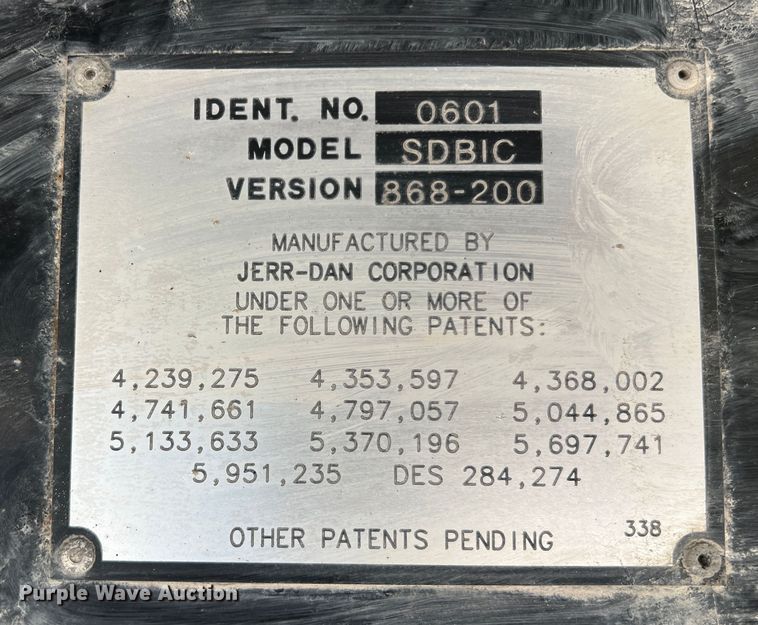 IDENT. NO. 0601
MODEL SDBIC
VERSION 868-200
MANUFACTURED BY
JERR-DAN CORPORATION
UNDER ONE OR MORE OF
THE FOLLOWING PATENTS:
4,239,275 4,353,597 4,368,002
4,741,661 4,797,057 5,044,865
5,133,633 5,370,196 5,697,741
5,951,235 DES 284,274
OTHER PATENTS PENDING 338
Purple Wave Auction